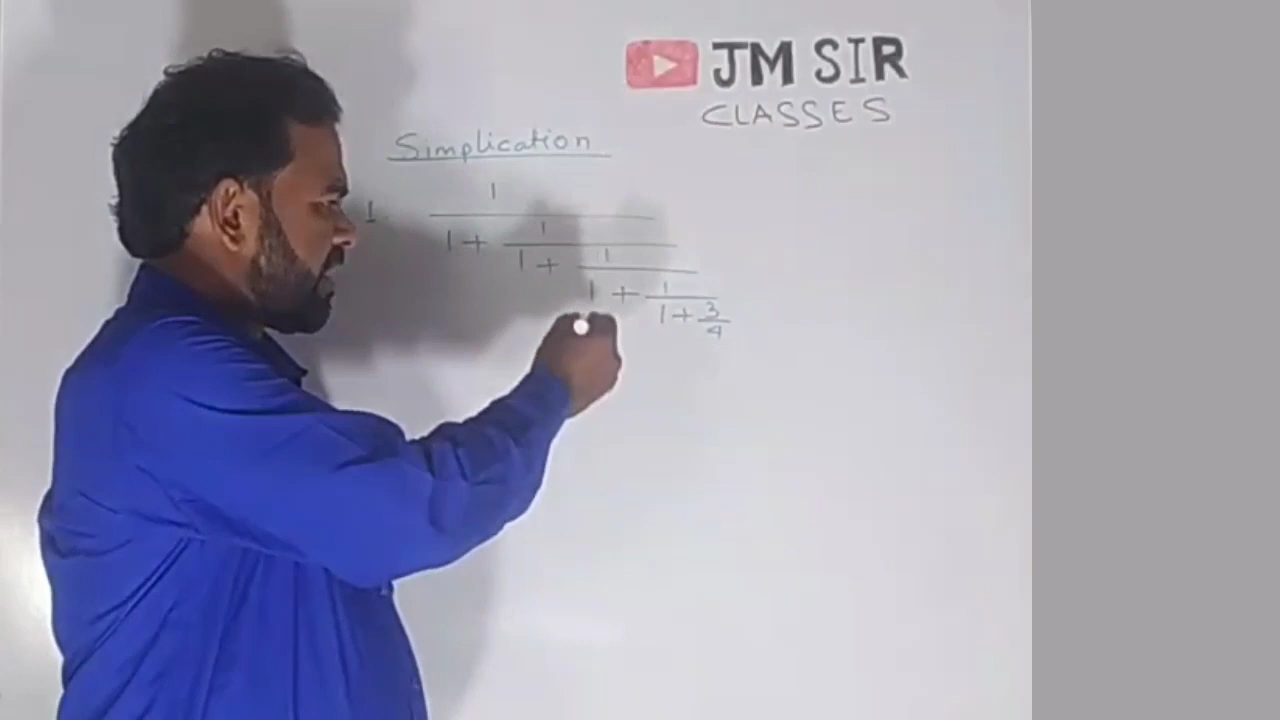 JM SIR
CLASSES
Simplication
1.
1
1 + 1
1 + 1
1 + 1
1 + 3
4